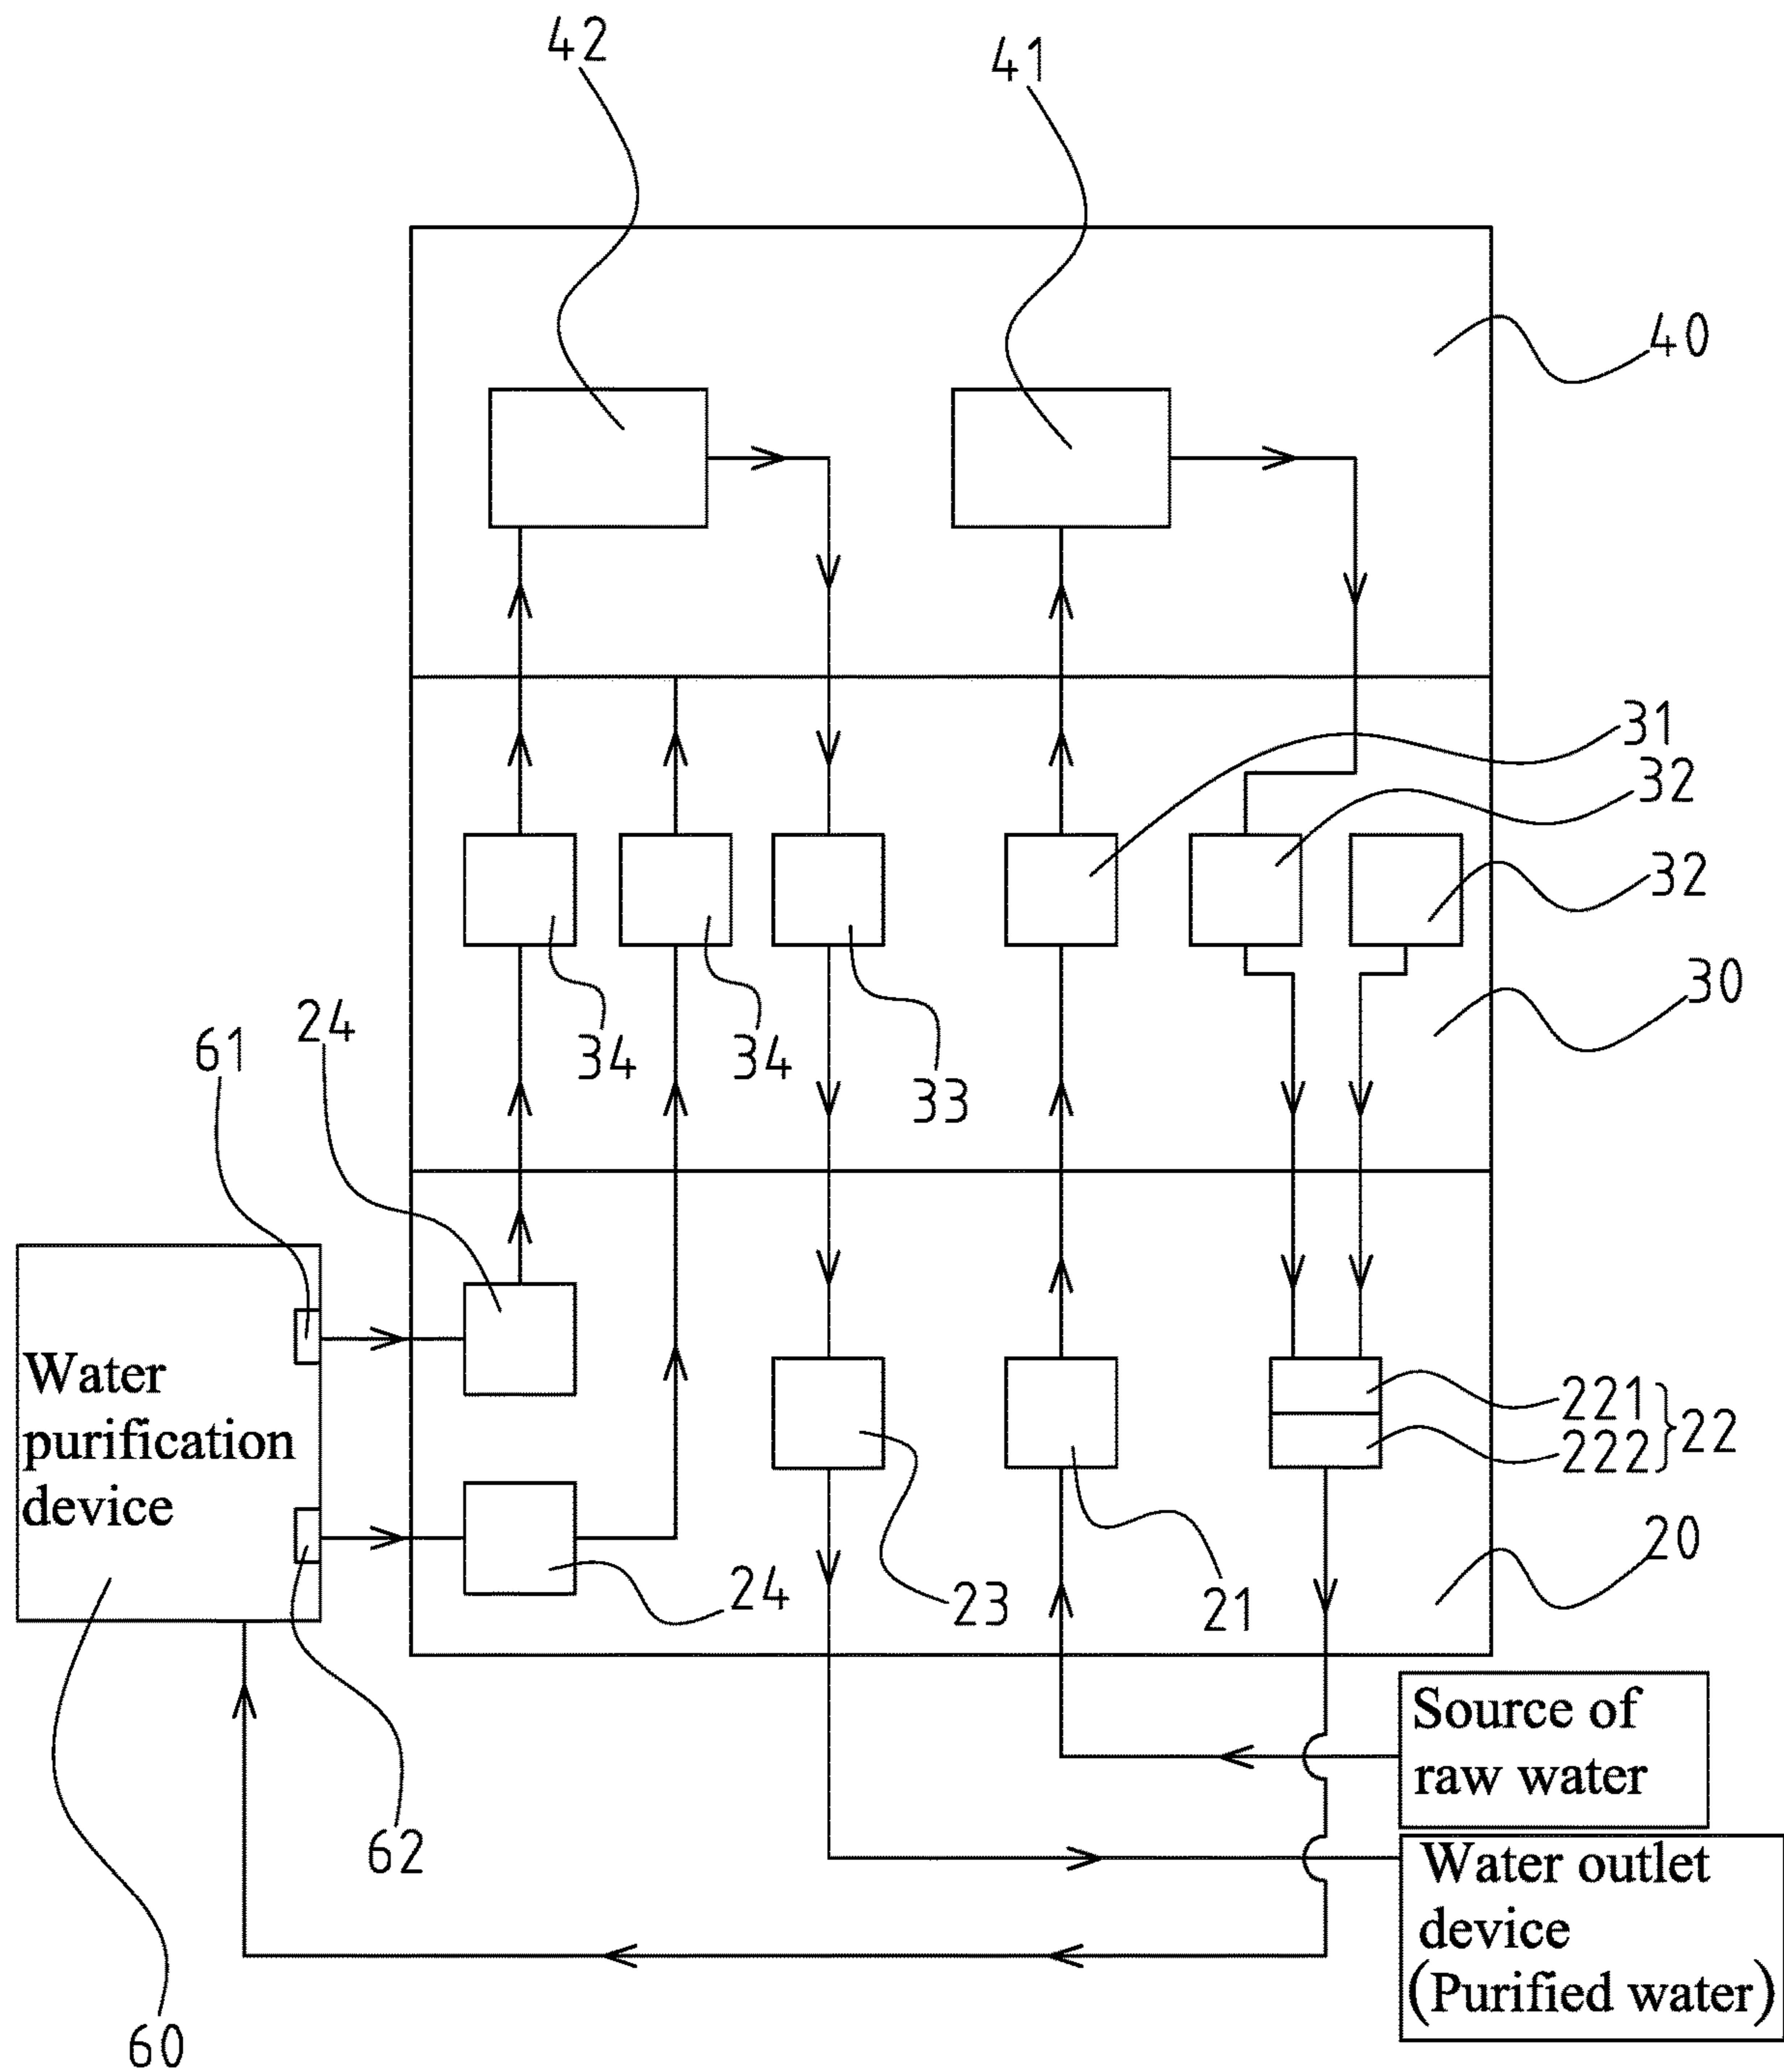 42
41
40
31
32
32
30
24
61
34
34
33
Water
purification
device
221
222
22
20
24
23
21
Source of
raw water
62
Water outlet
device
(Purified water)
60